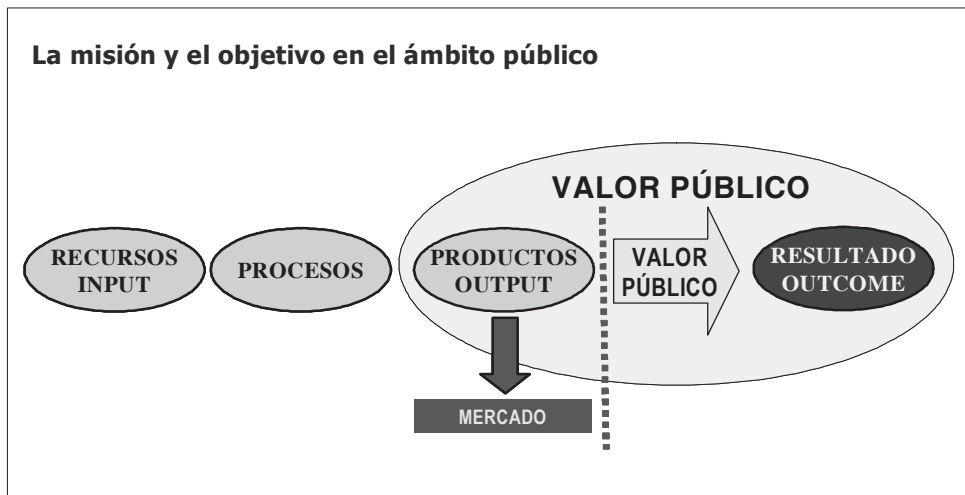 La misión y el objetivo en el ámbito público
VALOR PÚBLICO
RECURSOS
INPUT
PROCESOS
PRODUCTOS
OUTPUT
VALOR
PÚBLICO
RESULTADO
OUTCOME
MERCADO